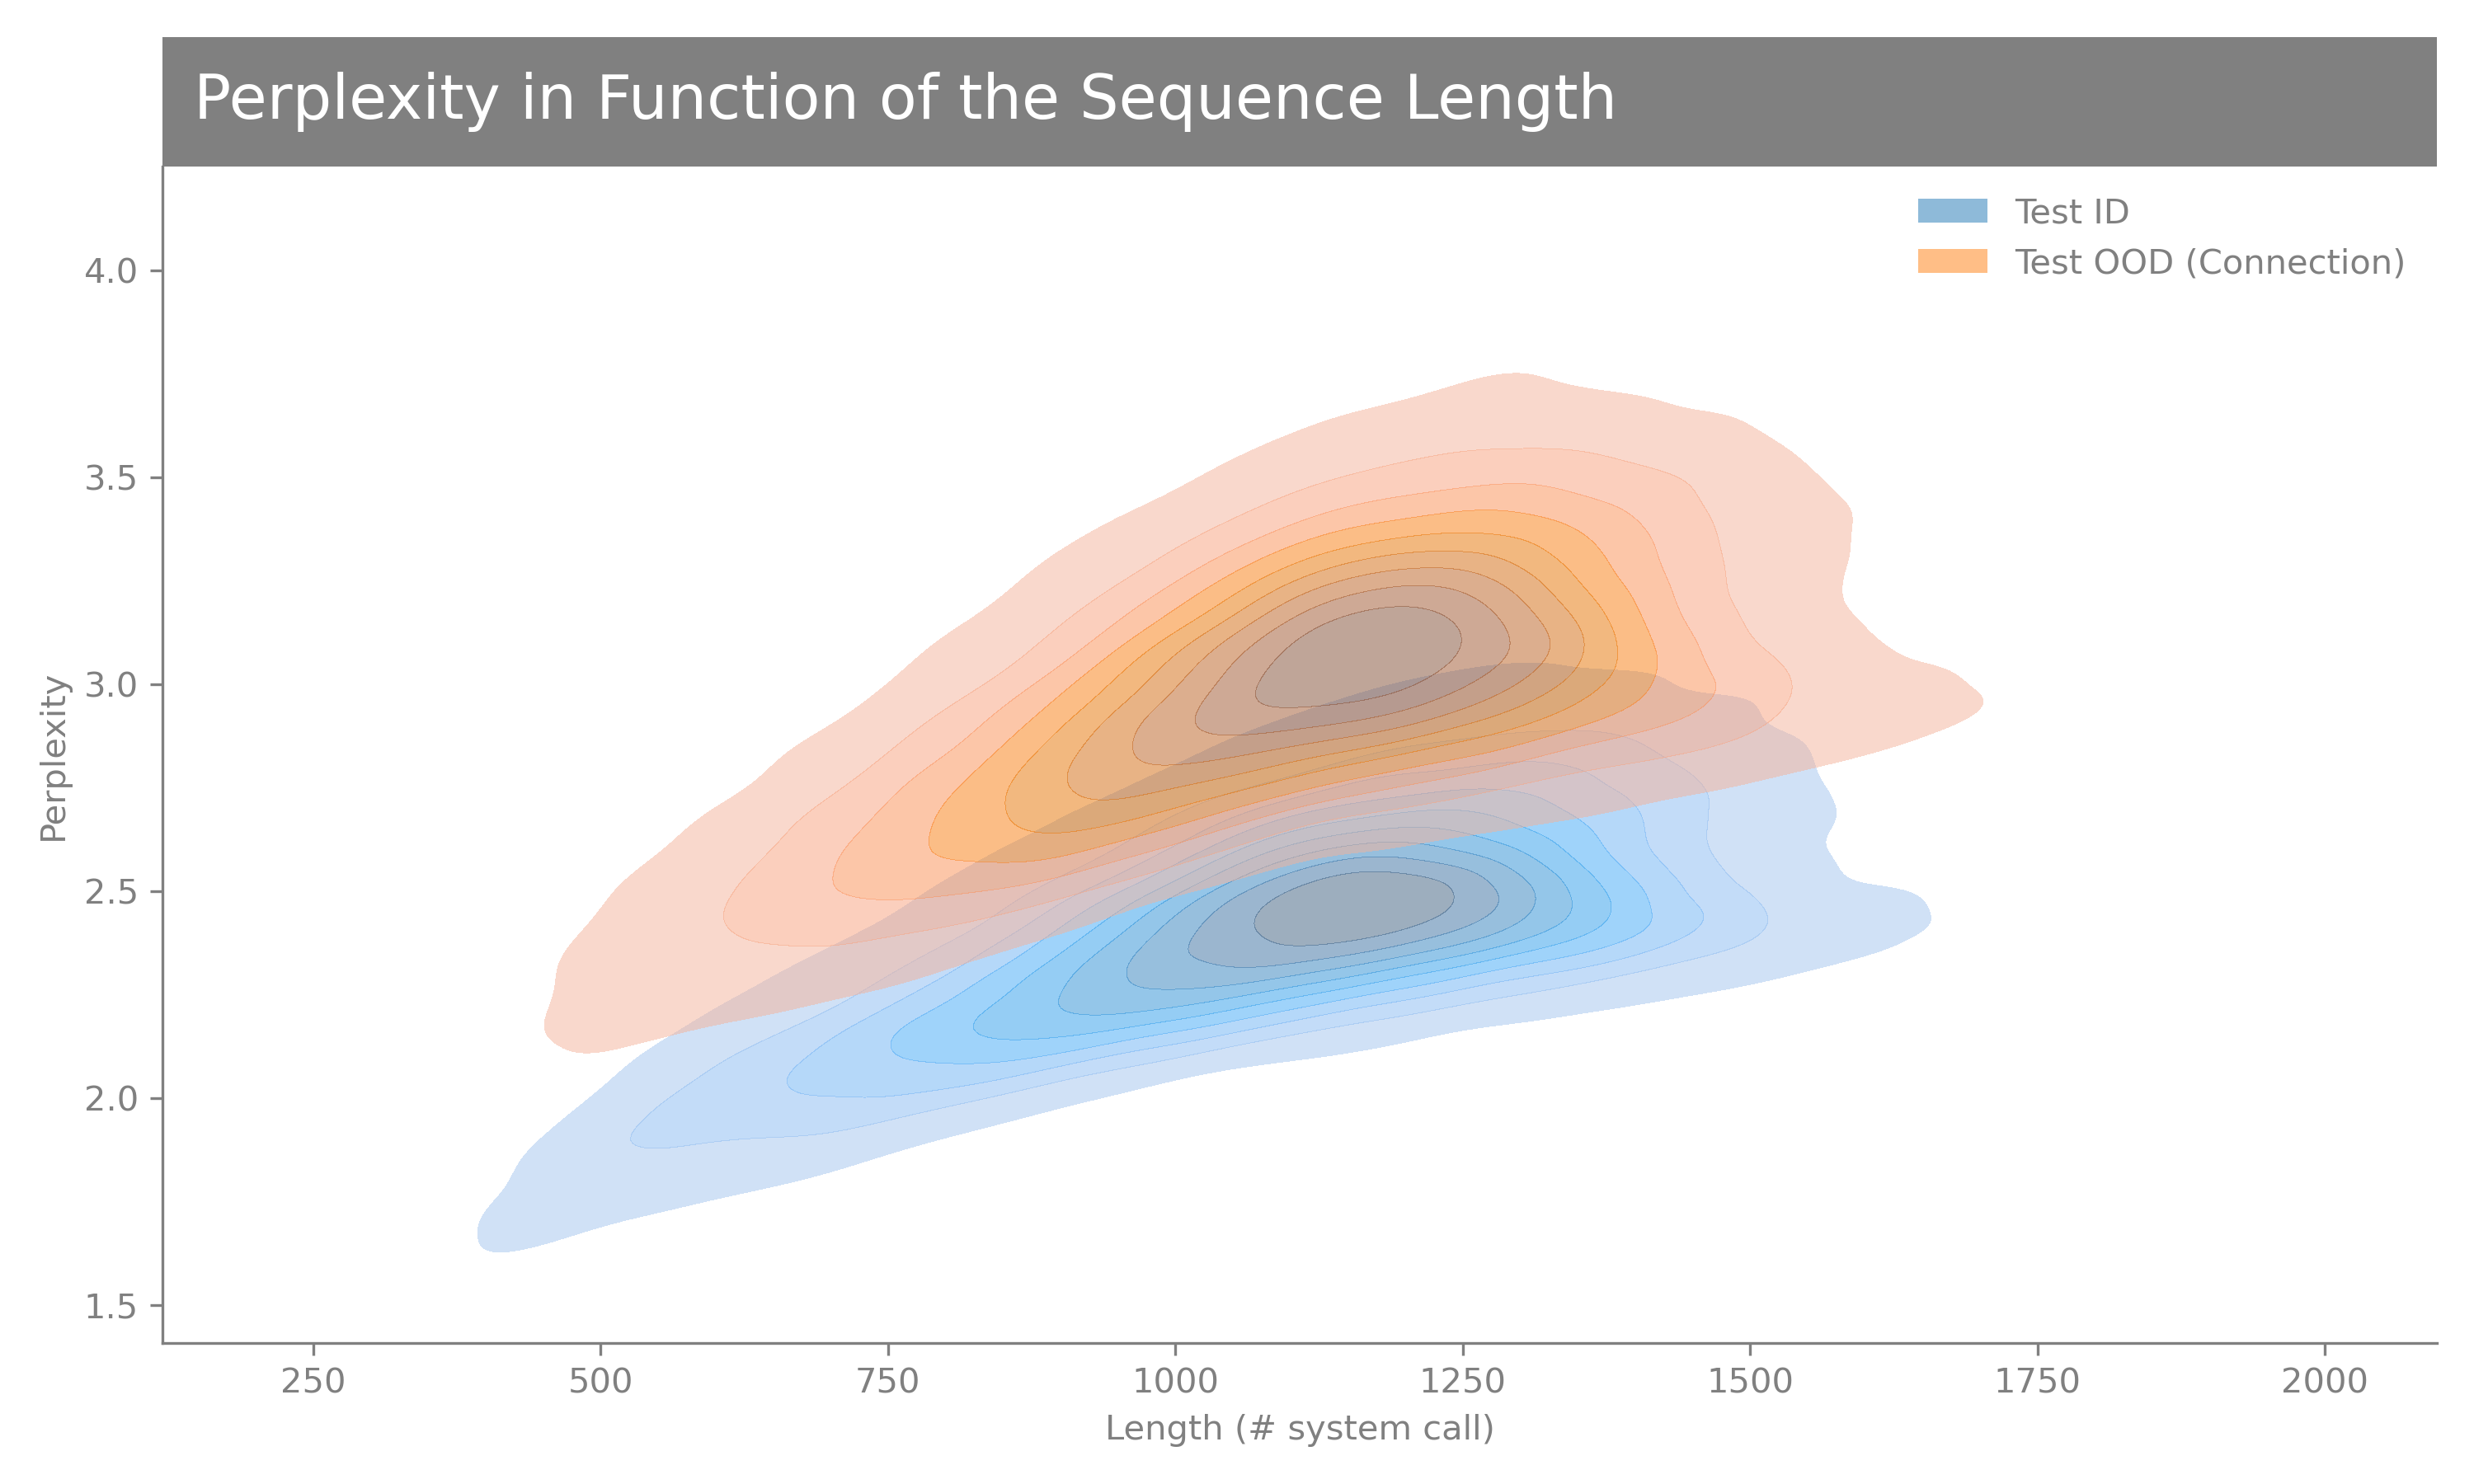 Perplexity in Function of the Sequence Length
Test ID
Test OOD (Connection)
4.0
3.5
3.0
2.5
2.0
1.5
Perplexity
250 500 750 1000 1250 1500 1750 2000
Length (# system call)